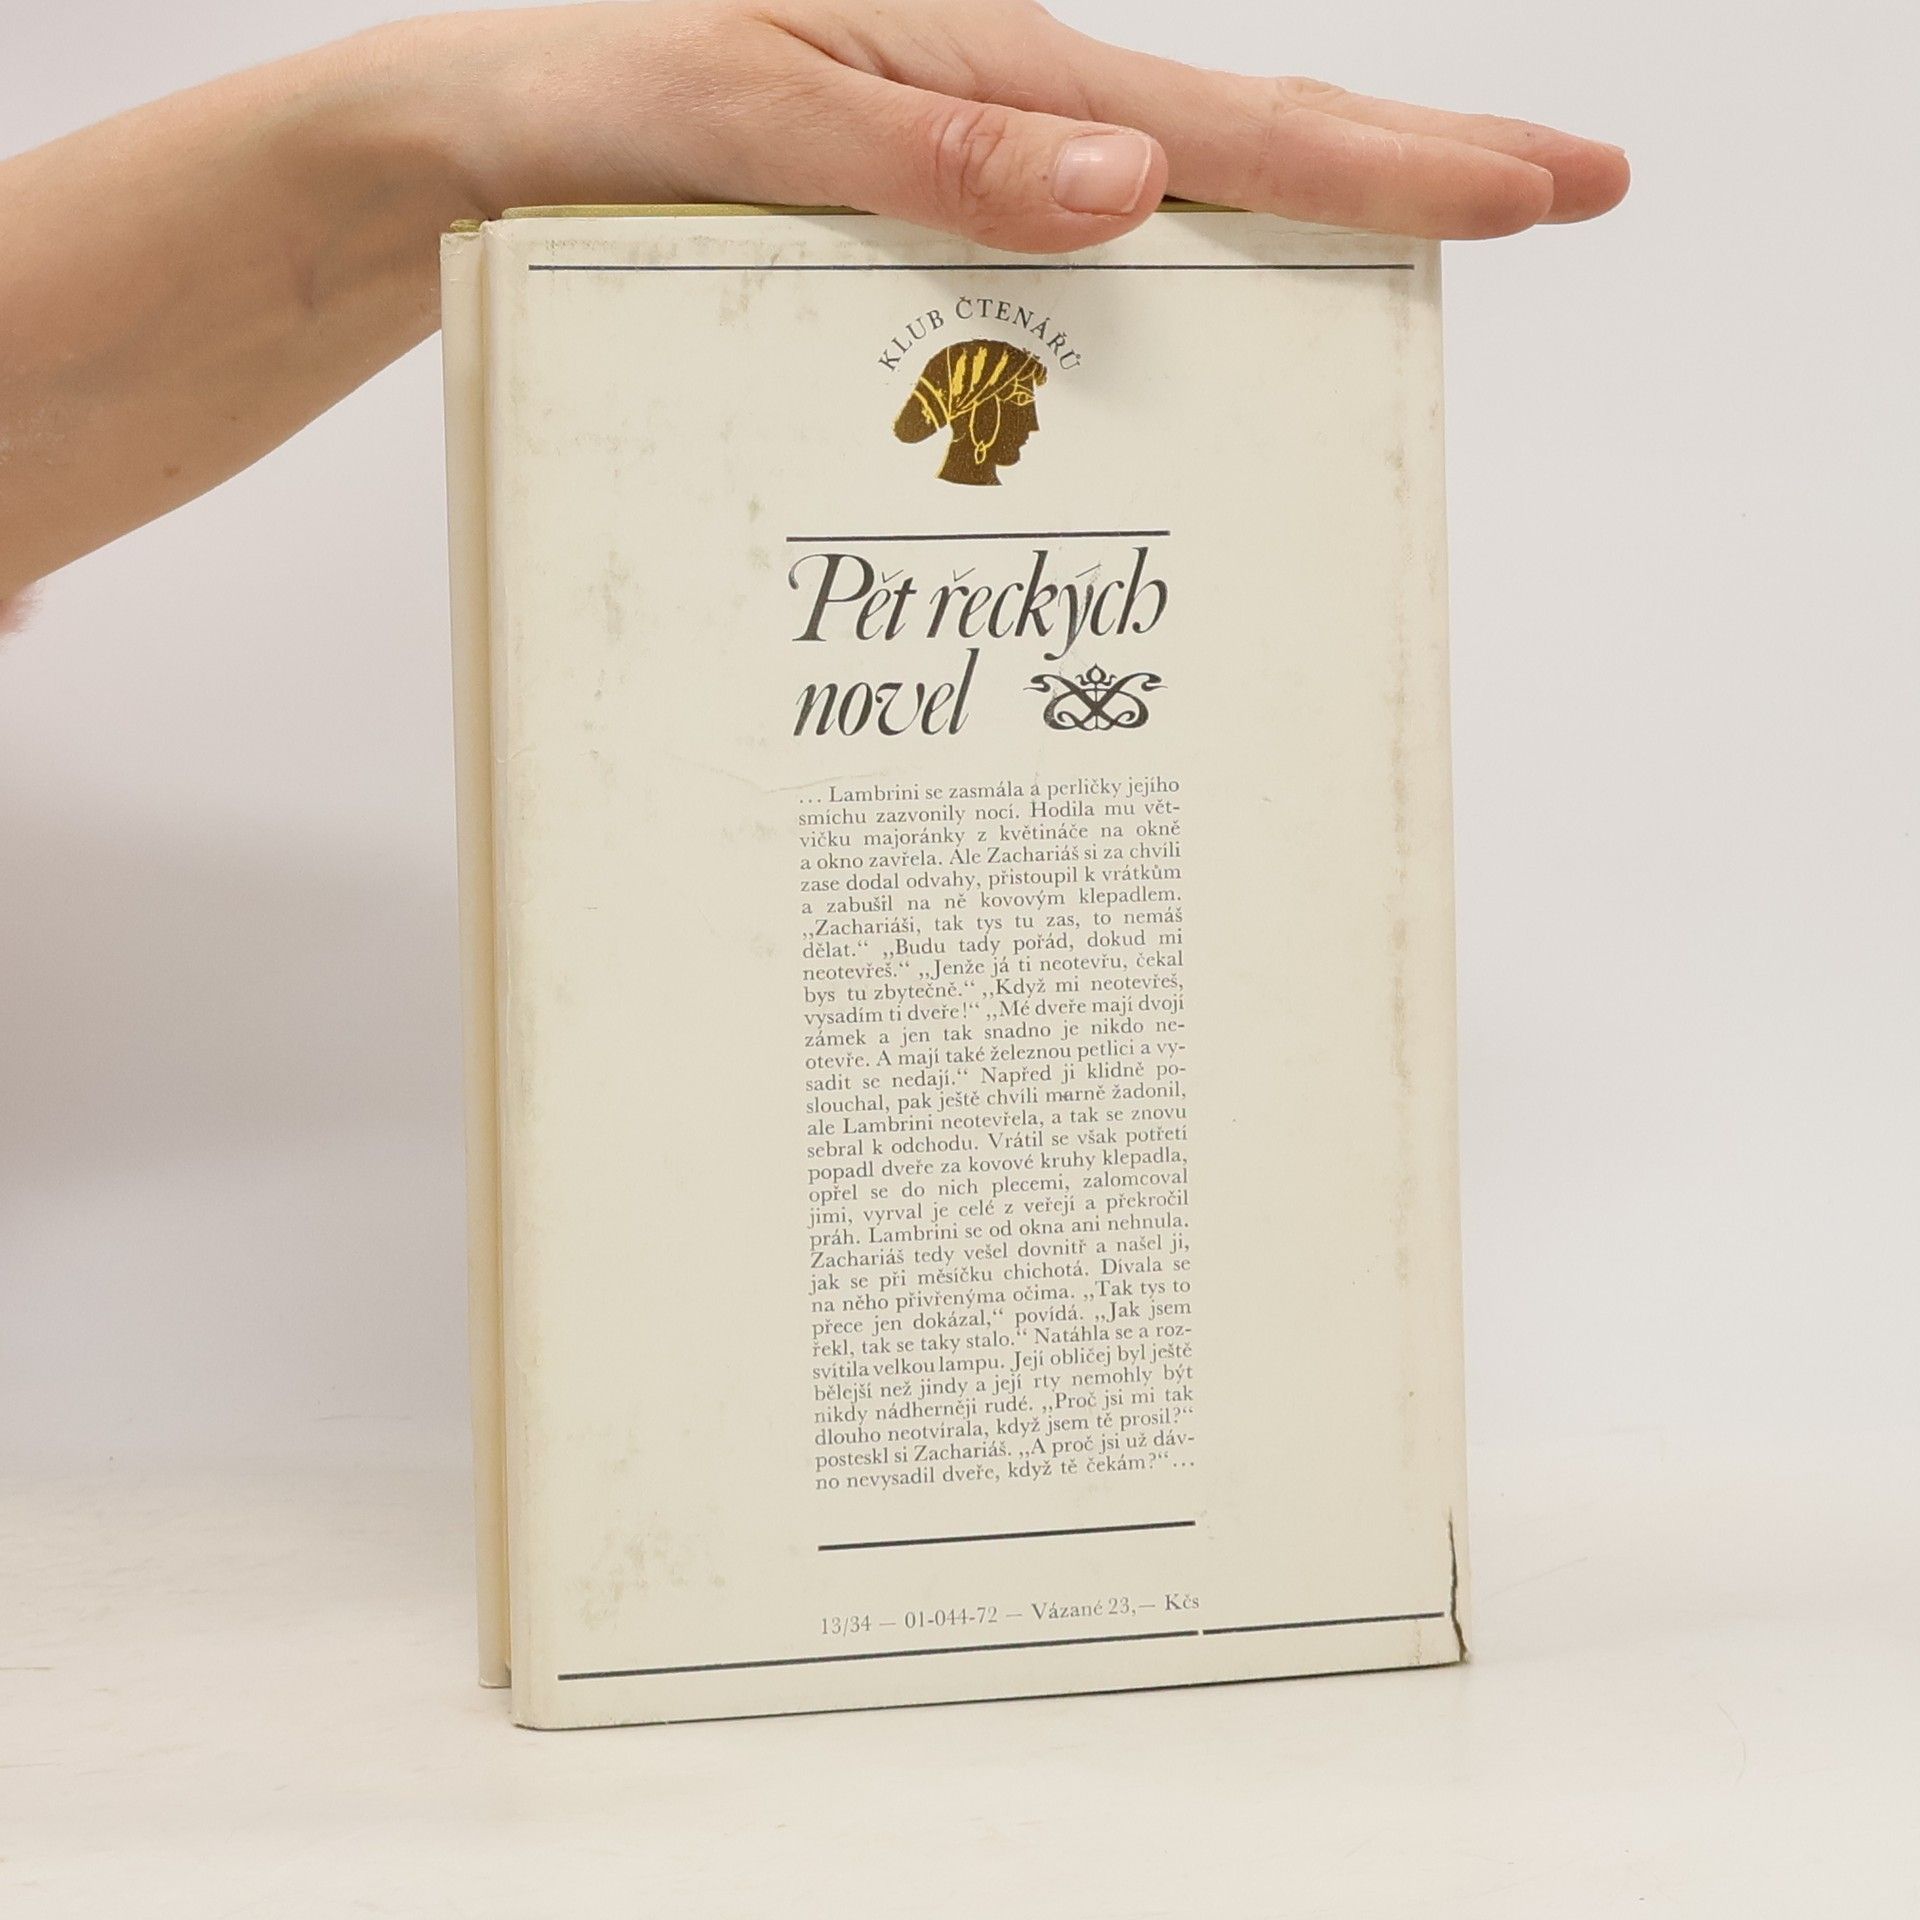 KLUB ČTENÁŘŮ
Pět řeckých
novel
... Lambrini se zasmála a perličky jejího
smíchu zazvonily nocí. Hodila mu vět-
vičku majoránky z květináče na okně
a okno zavřela. Ale Zachariáš si za chvíli
zase dodal odvahy, přistoupil k vrátkům
a zabušil na ně kovovým klepadlem.
„Zachariáši, tak tys tu zas, to nemáš
dělat.“ „Budu tady pořád, dokud mi
neotevřeš.“ „Jenže já ti neotevřu, čekal
bys tu zbytečně.“ „Když mi neotevřeš,
vysadím ti dveře!“ „Mé dveře mají dvojí
zámek a jen tak snadno je nikdo ne-
otevře. A mají také železnou petlici a vy-
sadit se nedají.“ Napřed ji klidně po-
slouchal, pak ještě chvíli marně žadonil,
ale Lambrini neotevřela, a tak se znovu
sebral k odchodu. Vrátil se však potřetí
popadl dveře za kovové kruhy klepadla,
opřel se do nich plecemi, zalomcoval
jimi, vyrval je celé z veřejí a překročil
práh. Lambrini se od okna ani nehnula.
Zachariáš tedy vešel dovnitř a našel ji,
jak se při měsíčku chichotá. Dívala se
na něho přivřenýma očima. „Tak tys to
přece jen dokázal,“ povídá. „Jak jsem
řekl, tak se taky stalo.“ Natáhla se a roz-
svítila velkou lampu. Její obličej byl ještě
bělejší než jindy a její rty nemohly být
nikdy nádherněji rudé. „Proč jsi mi tak
dlouho neotvírala, když jsem tě prosil?“
posteskl si Zachariáš. „A proč jsi už dáv-
no nevysadil dveře, když tě čekám?“...
13/34 — 01-044-72 — Vázané 23,— Kčs